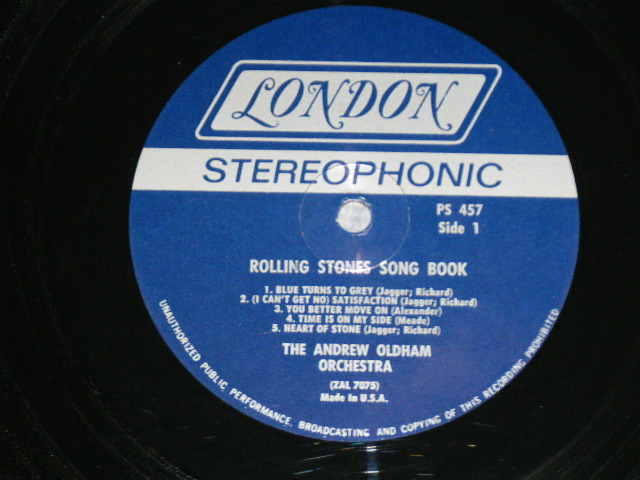 LONDON
STEREOPHONIC
PS 457
Side 1
ROLLING STONES SONG BOOK
1. BLUE TURNS TO GREY (Jagger; Richard)
2. (I CAN'T GET NO) SATISFACTION (Jagger; Richard)
3. YOU BETTER MOVE ON (Alexander)
4. TIME IS ON MY SIDE (Meade)
5. HEART OF STONE (Jagger; Richard)
THE ANDREW OLDHAM
ORCHESTRA
(ZAL 7075)
Made In U.S.A.
UNAUTHORIZED PUBLIC PERFORMANCE, BROADCASTING AND COPYING OF THIS RECORDING PROHIBITED